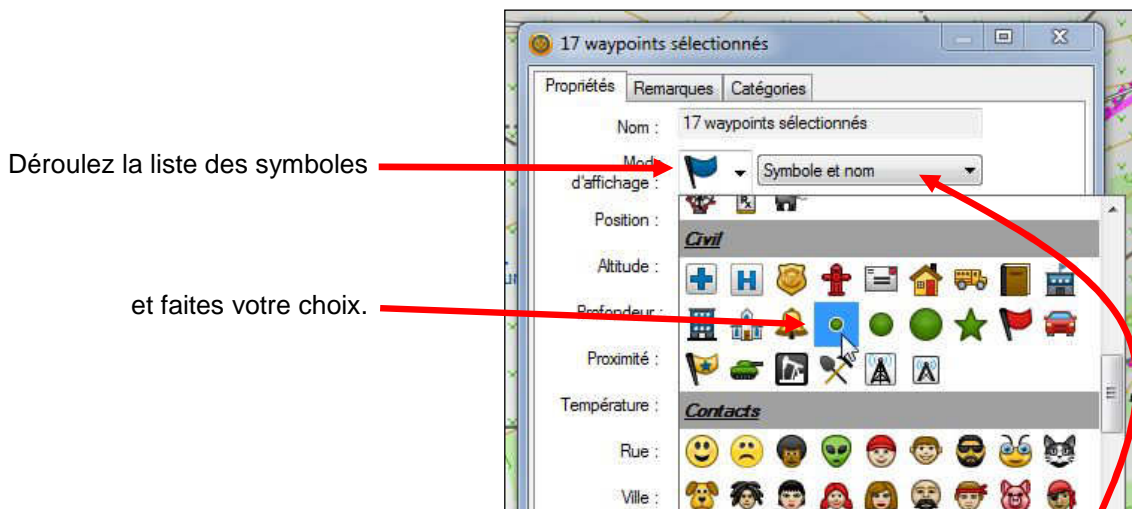 17 waypoints sélectionnés
Propriétés Remarques Catégories
Nom : 17 waypoints sélectionnés
Déroulez la liste des symboles
Mode
d'affichage :
Symbole et nom
Position :
Civil
Altitude :
et faites votre choix.
Profondeur :
Proximité :
Température :
Contacts
Rue :
Ville :